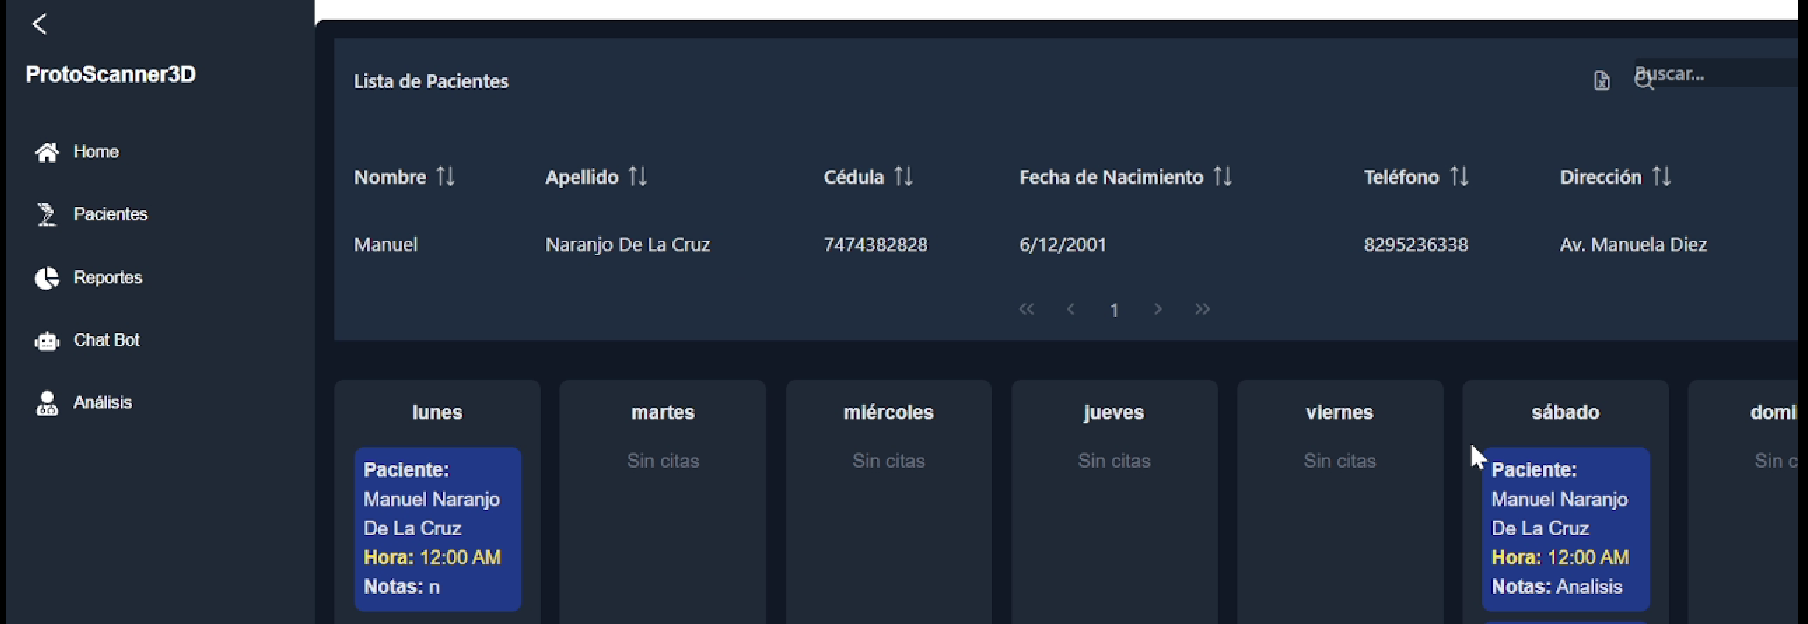 ProtoScanner3D
Home
Pacientes
Reportes
Chat Bot
Análisis
Lista de Pacientes
Buscar...
Nombre Apellido Cédula Fecha de Nacimiento Teléfono Dirección
Manuel Naranjo De La Cruz 7474382828 6/12/2001 8295236338 Av. Manuela Diez
« ‹ 1 › »
lunes
Paciente:
Manuel Naranjo
De La Cruz
Hora: 12:00 AM
Notas: n
martes
Sin citas
miércoles
Sin citas
jueves
Sin citas
viernes
Sin citas
sábado
Paciente:
Manuel Naranjo
De La Cruz
Hora: 12:00 AM
Notas: Analisis
domi
Sin c